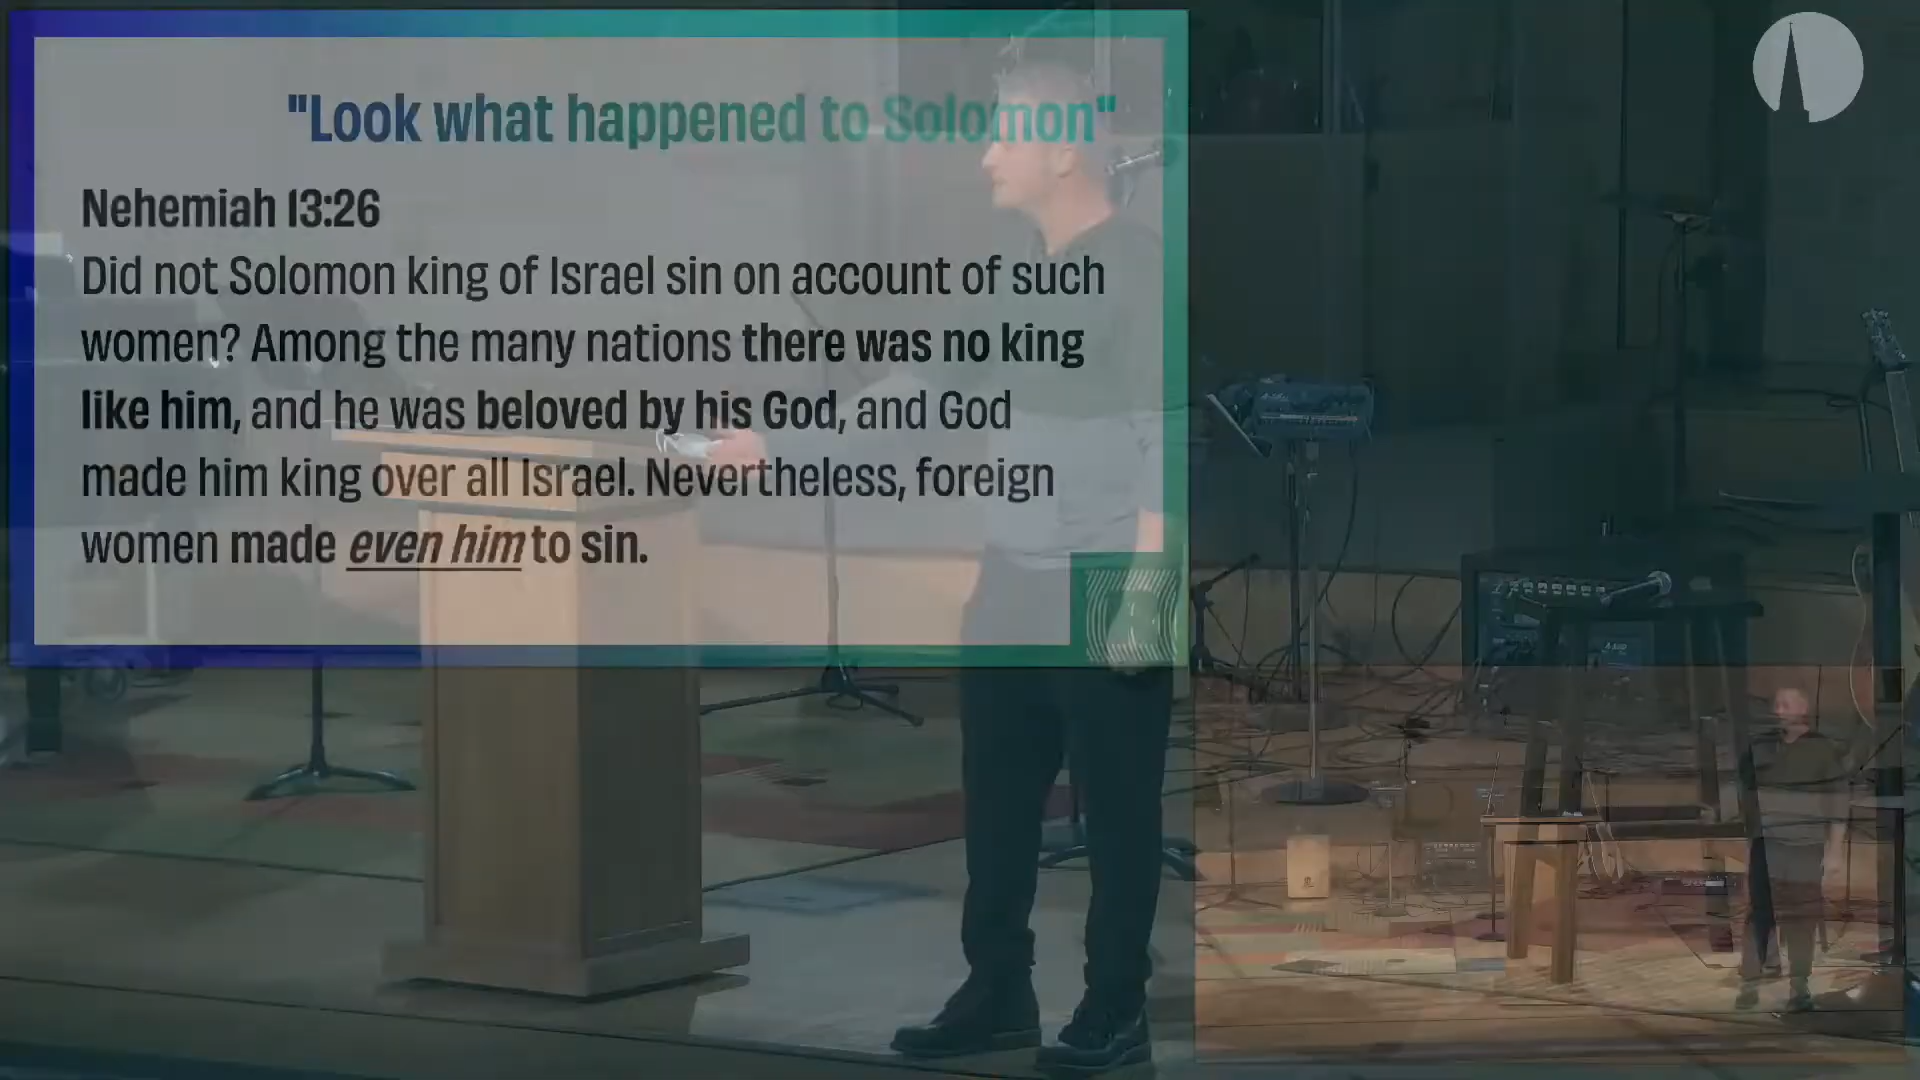 "Look what happened to Solomon"
Nehemiah 13:26
Did not Solomon king of Israel sin on account of such
women? Among the many nations there was no king
like him, and he was beloved by his God, and God
made him king over all Israel. Nevertheless, foreign
women made even him to sin.